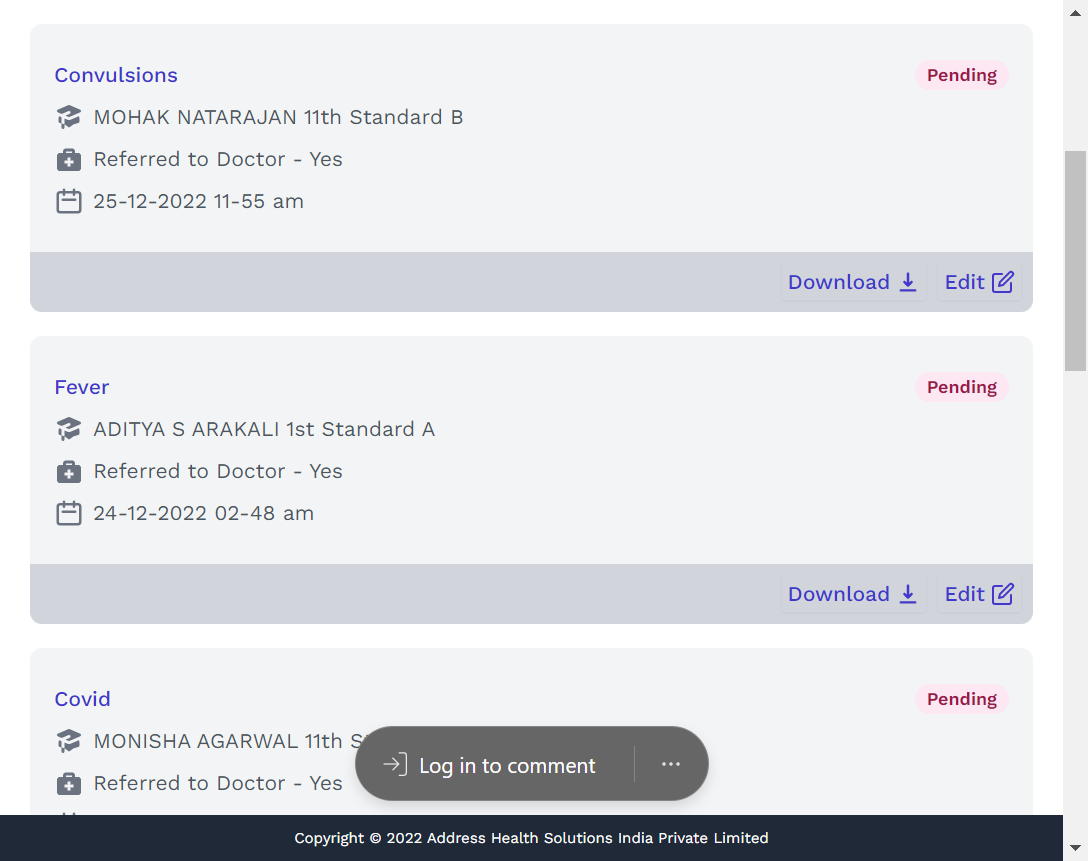 Convulsions
Pending
MOHAK NATARAJAN 11th Standard B
Referred to Doctor - Yes
25-12-2022 11-55 am
Download
Edit
Fever
Pending
ADITYA S ARAKALI 1st Standard A
Referred to Doctor - Yes
24-12-2022 02-48 am
Download
Edit
Covid
Pending
MONISHA AGARWAL 11th
Referred to Doctor - Yes
Log in to comment
Copyright © 2022 Address Health Solutions India Private Limited